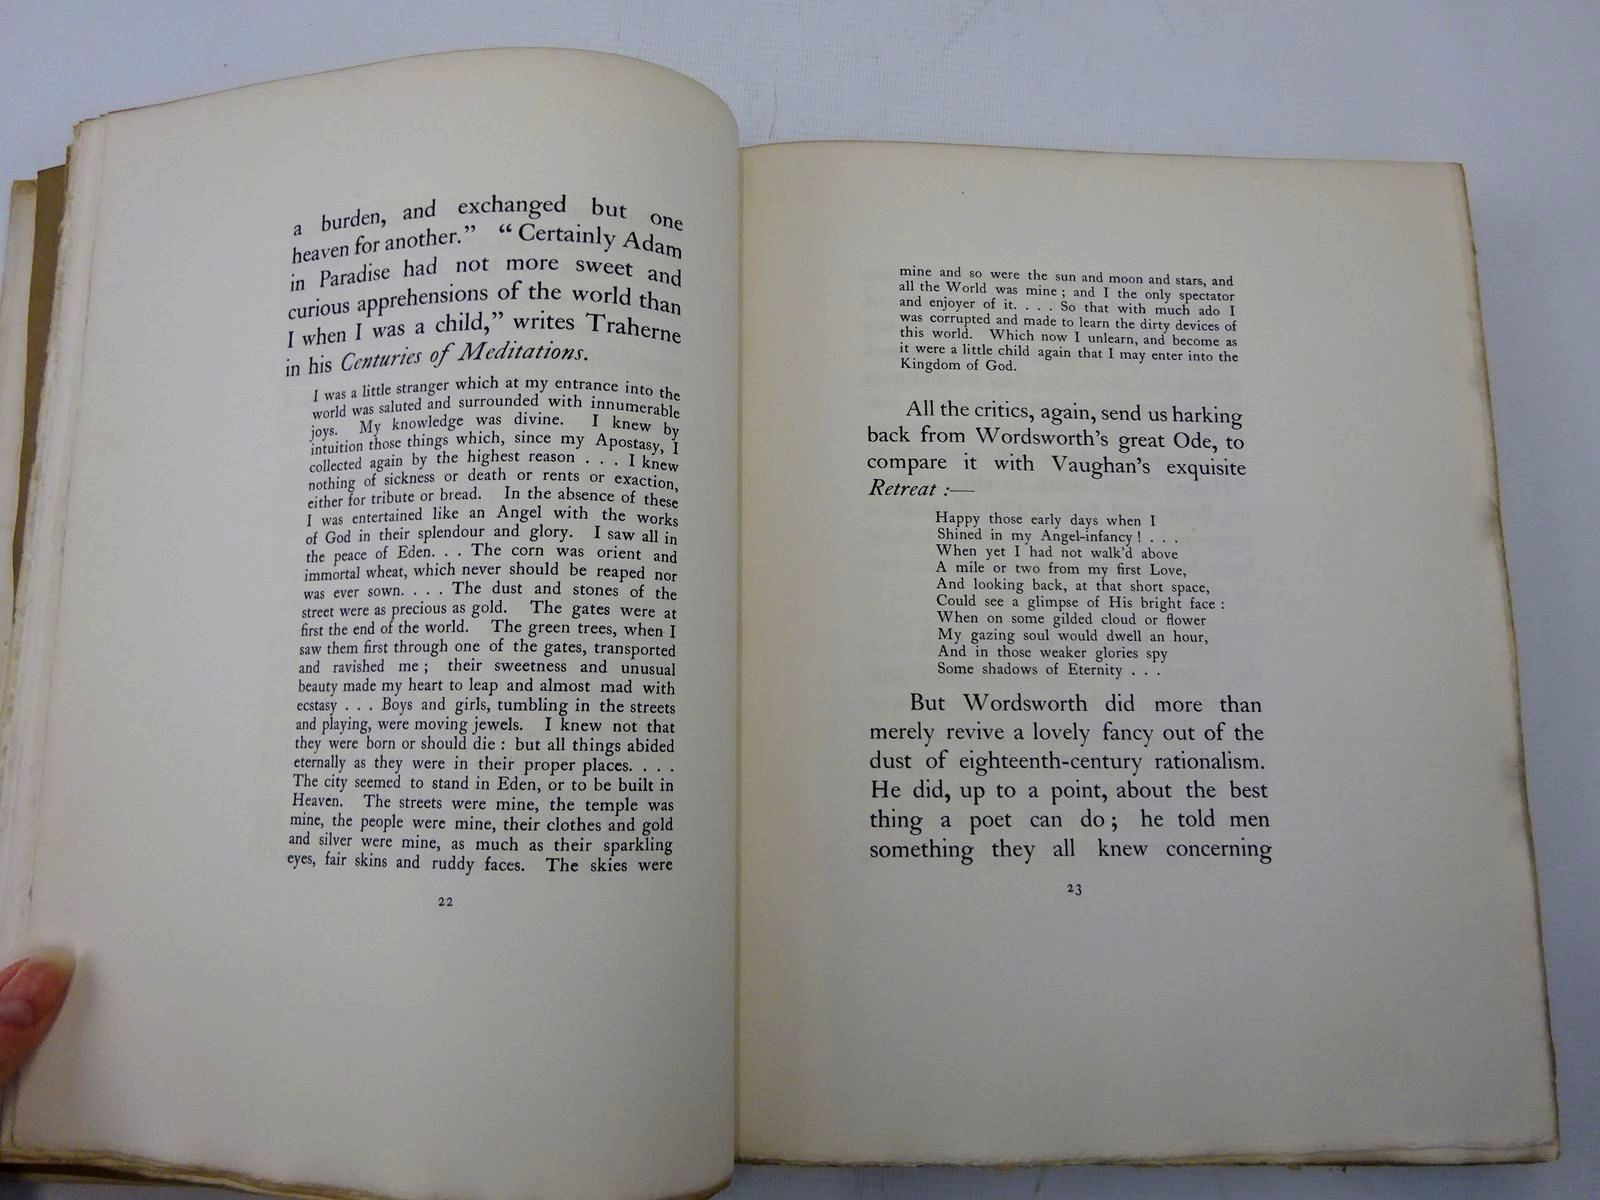 a burden, and exchanged but one
heaven for another.” “Certainly Adam
in Paradise had not more sweet and
curious apprehensions of the world than
I when I was a child,” writes Traherne
in his Centuries of Meditations.
I was a little stranger which at my entrance into the
world was saluted and surrounded with innumerable
joys. My knowledge was divine. I knew by
intuition those things which, since my Apostasy, I
collected again by the highest reason . . . I knew
nothing of sickness or death or rents or exaction,
either for tribute or bread. In the absence of these
I was entertained like an Angel with the works
of God in their splendour and glory. I saw all in
the peace of Eden. . . The corn was orient and
immortal wheat, which never should be reaped nor
was ever sown. . . . The dust and stones of the
street were as precious as gold. The gates were at
first the end of the world. The green trees, when I
saw them first through one of the gates, transported
and ravished me ; their sweetness and unusual
beauty made my heart to leap and almost mad with
ecstasy . . . Boys and girls, tumbling in the streets
and playing, were moving jewels. I knew not that
they were born or should die : but all things abided
eternally as they were in their proper places. . . .
The city seemed to stand in Eden, or to be built in
Heaven. The streets were mine, the temple was
mine, the people were mine, their clothes and gold
and silver were mine, as much as their sparkling
eyes, fair skins and ruddy faces. The skies were
22
mine and so were the sun and moon and stars, and
all the World was mine ; and I the only spectator
and enjoyer of it. . . . So that with much ado I
was corrupted and made to learn the dirty devices of
this world. Which now I unlearn, and become as
it were a little child again that I may enter into the
Kingdom of God.
All the critics, again, send us harking
back from Wordsworth’s great Ode, to
compare it with Vaughan’s exquisite
Retreat :—
Happy those early days when I
Shined in my Angel-infancy ! . . .
When yet I had not walk’d above
A mile or two from my first Love,
And looking back, at that short space,
Could see a glimpse of His bright face :
When on some gilded cloud or flower
My gazing soul would dwell an hour,
And in those weaker glories spy
Some shadows of Eternity . . .
But Wordsworth did more than
merely revive a lovely fancy out of the
dust of eighteenth-century rationalism.
He did, up to a point, about the best
thing a poet can do ; he told men
something they all knew concerning
23